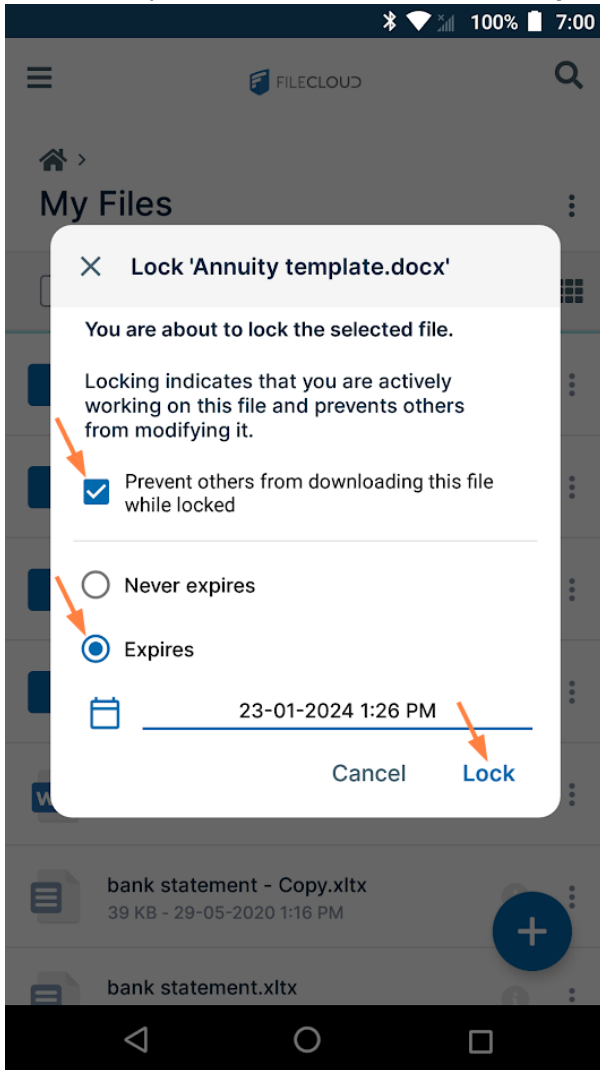 100% 7:00
FILECLOUD
My Files
Lock 'Annuity template.docx'
You are about to lock the selected file.
Locking indicates that you are actively
working on this file and prevents others
from modifying it.
Prevent others from downloading this file
while locked
Never expires
Expires
23-01-2024 1:26 PM
Cancel Lock
W
bank statement - Copy.xltx
39 KB - 29-05-2020 1:16 PM
bank statement.xltx